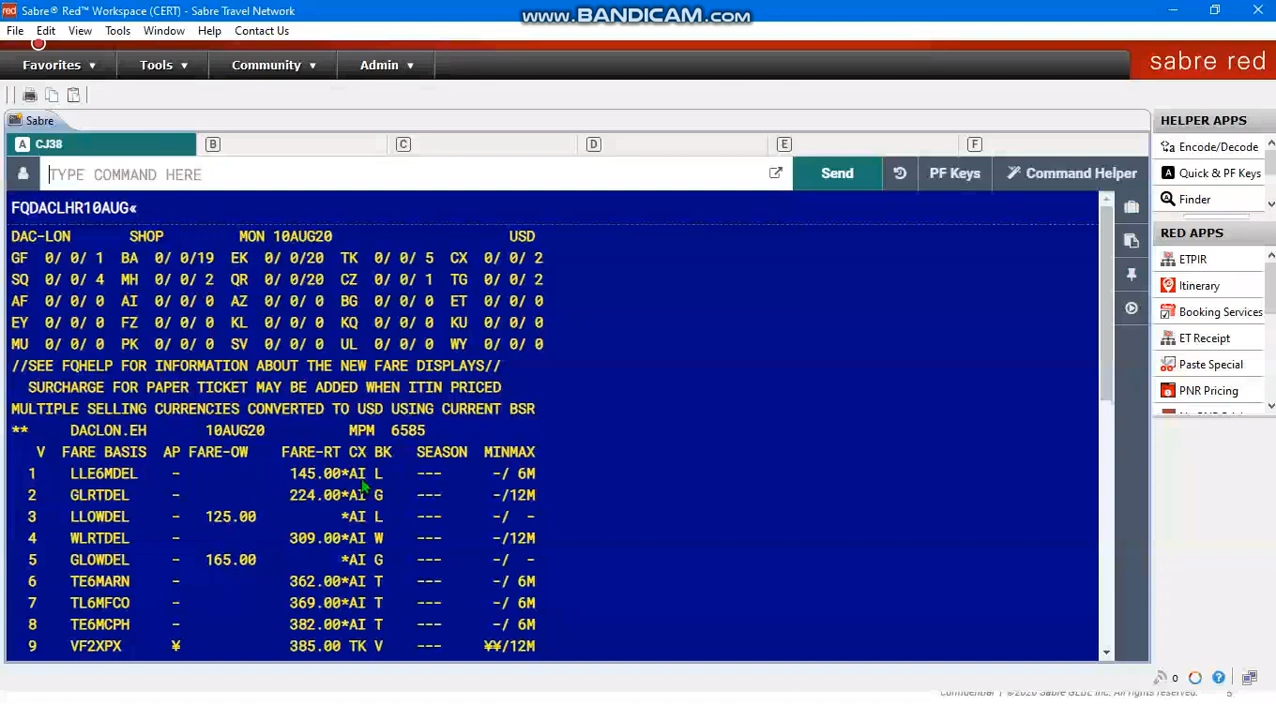 Sabre® Red™ Workspace (CERT) - Sabre Travel Network
www.BANDICAM.com
File Edit View Tools Window Help Contact Us
Favorites Tools Community Admin
sabre red
Sabre
A CJ38 B C D E F
TYPE COMMAND HERE Send PF Keys Command Helper
FQDACLHR10AUG«
DAC-LON SHOP MON 10AUG20 USD
GF 0/ 0/ 1 BA 0/ 0/19 EK 0/ 0/20 TK 0/ 0/ 5 CX 0/ 0/ 2
SQ 0/ 0/ 4 MH 0/ 0/ 2 QR 0/ 0/20 CZ 0/ 0/ 1 TG 0/ 0/ 2
AF 0/ 0/ 0 AI 0/ 0/ 0 AZ 0/ 0/ 0 BG 0/ 0/ 0 ET 0/ 0/ 0
EY 0/ 0/ 0 FZ 0/ 0/ 0 KL 0/ 0/ 0 KQ 0/ 0/ 0 KU 0/ 0/ 0
MU 0/ 0/ 0 PK 0/ 0/ 0 SV 0/ 0/ 0 UL 0/ 0/ 0 WY 0/ 0/ 0
//SEE FQHELP FOR INFORMATION ABOUT THE NEW FARE DISPLAYS//
SURCHARGE FOR PAPER TICKET MAY BE ADDED WHEN ITIN PRICED
MULTIPLE SELLING CURRENCIES CONVERTED TO USD USING CURRENT BSR
** DACLON.EH 10AUG20 MPM 6585
V FARE BASIS AP FARE-OW FARE-RT CX BK SEASON MINMAX
1 LLE6MDEL - 145.00*AI L --- -/ 6M
2 GLRTDEL - 224.00*AI G --- -/12M
3 LLOWDEL - 125.00 *AI L --- -/ -
4 WLRTDEL - 309.00*AI W --- -/12M
5 GLOWDEL - 165.00 *AI G --- -/ -
6 TE6MARN - 362.00*AI T --- -/ 6M
7 TL6MFCO - 369.00*AI T --- -/ 6M
8 TE6MCPH - 382.00*AI T --- -/ 6M
9 VF2XPX ¥ 385.00 TK V --- ¥¥/12M
HELPER APPS
Encode/Decode
A Quick & PF Keys
Finder
RED APPS
ETPIR
Itinerary
Booking Services
ET Receipt
Paste Special
PNR Pricing
0
Confidential | ©2020 Sabre GLBL Inc. All rights reserved. 5